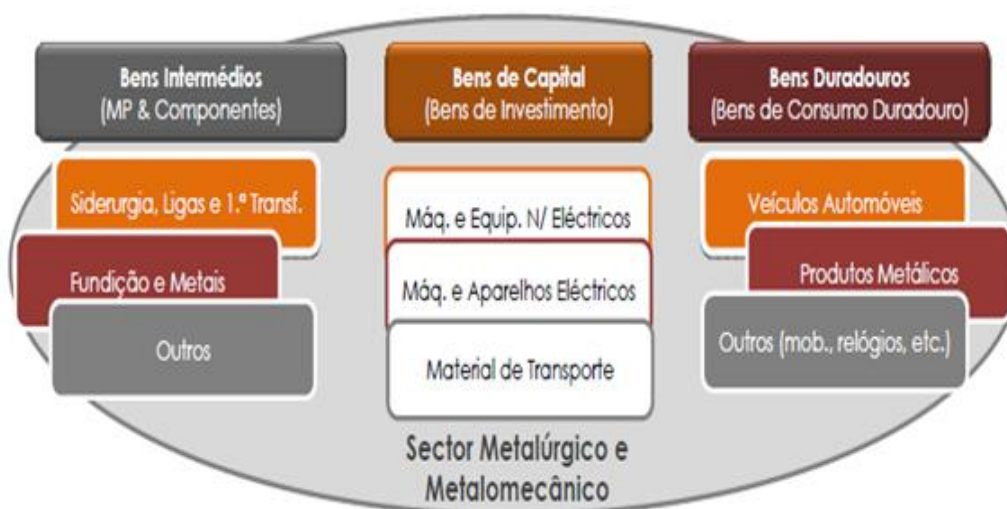 Bens Intermédios
(MP & Componentes)
Siderurgia, Ligas e 1.ª Transf.
Fundição e Metais
Outros
Bens de Capital
(Bens de Investimento)
Máq. e Equip. N/ Eléctricos
Máq. e Aparelhos Eléctricos
Material de Transporte
Bens Duradouros
(Bens de Consumo Duradouro)
Veículos Automóveis
Produtos Metálicos
Outros (mob., relógios, etc.)
Sector Metalúrgico e
Metalomecânico